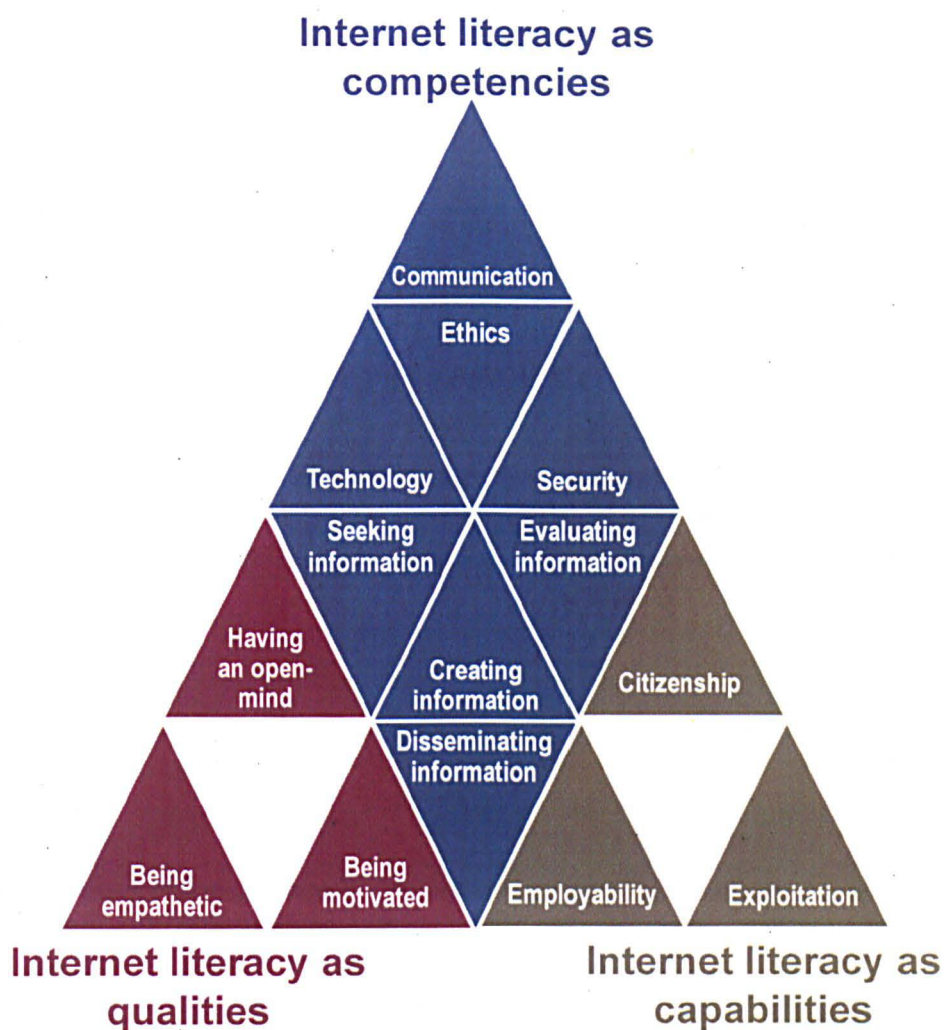 Internet literacy as
competencies
Communication
Ethics
Technology
Security
Seeking
information
Evaluating
information
Having
an open-
mind
Creating
information
Citizenship
Disseminating
information
Being
empathetic
Being
motivated
Employability
Exploitation
Internet literacy as
qualities
Internet literacy as
capabilities